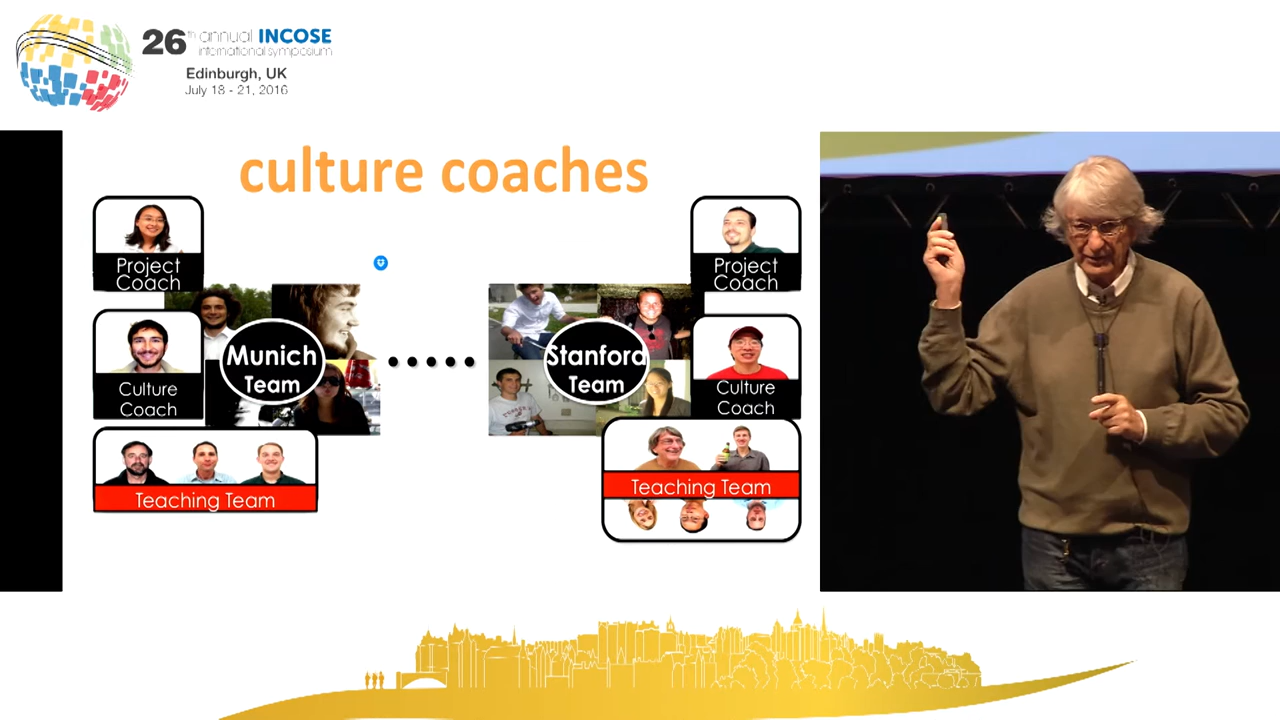 26th annual INCOSE
international symposium
Edinburgh, UK
July 18 - 21, 2016
culture coaches
Project
Coach
Project
Coach
Munich
Team
Stanford
Team
Culture
Coach
Culture
Coach
Teaching Team
Teaching Team